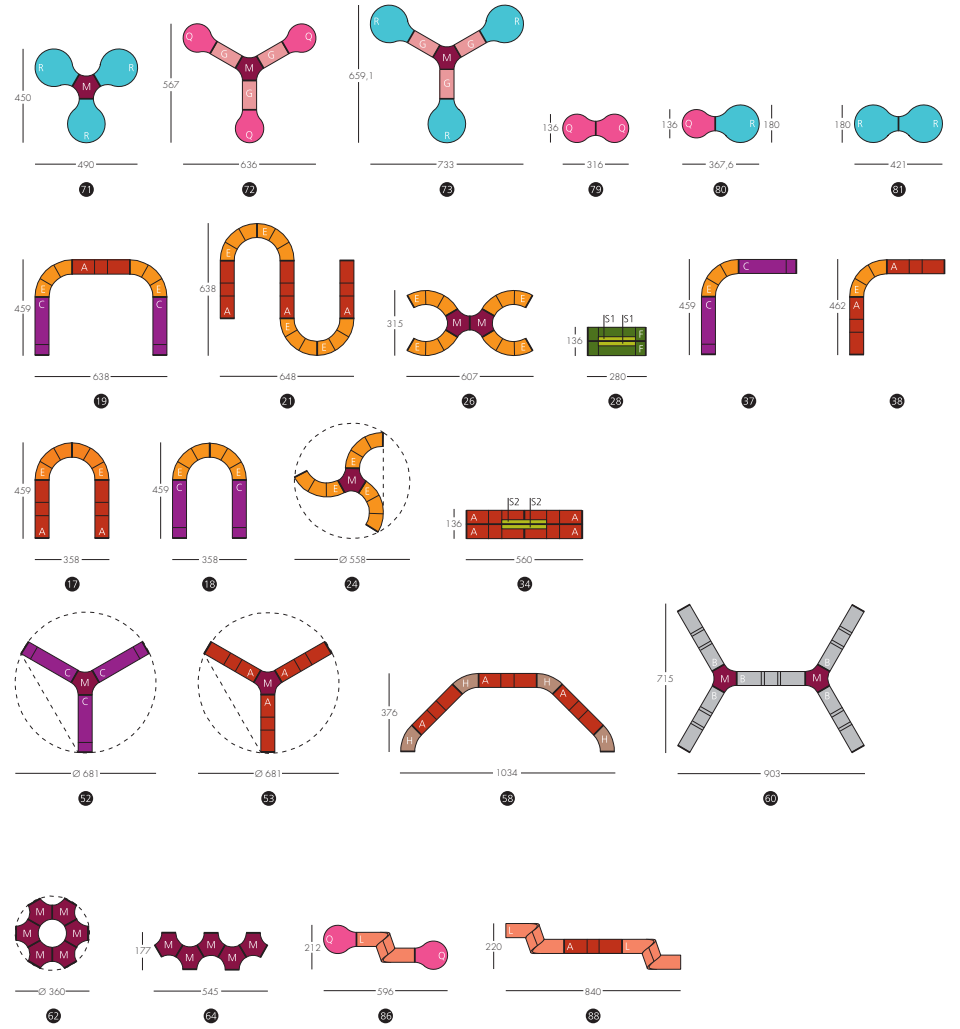 R R M R
450
490
71
Q Q G G M G Q
567
636
72
R R G G M G R
659,1
733
73
Q Q
136
316
79
Q R
136
180
367,6
80
R R
180
421
81
A E E C C
459
638
19
E E A A A E E
638
648
21
E E M M E E
315
607
26
S1 S1
F
F
136
280
28
C E C
459
37
A E A
462
38
E E A A
459
358
17
E E C C
459
358
18
E M E E
Ø 558
24
S2 S2
A A
A A
136
560
34
C C M C
Ø 681
52
A A M A
Ø 681
53
H A H A A H H
376
1034
58
B B M B M B B
715
903
60
M M M M M M
Ø 360
62
M M M M M
177
545
64
Q L Q
212
596
86
L A L
220
840
88